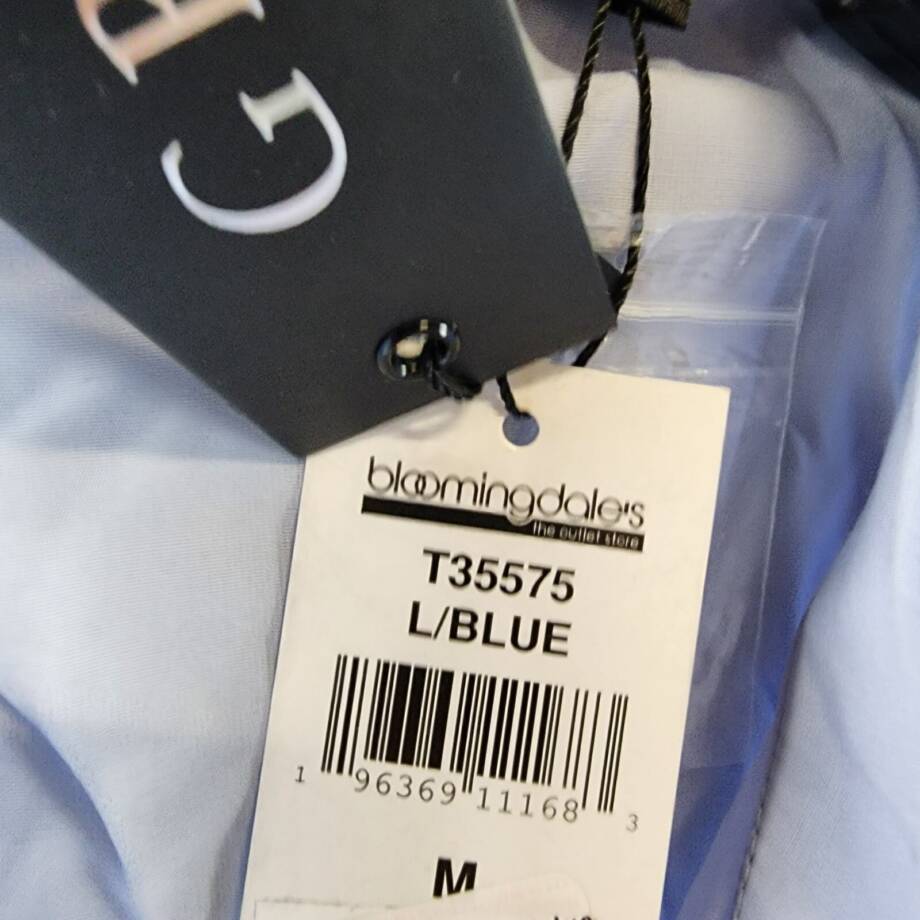 G
bloomingdale's
the outlet store
T35575
L/BLUE
1 96369 11168 3
M